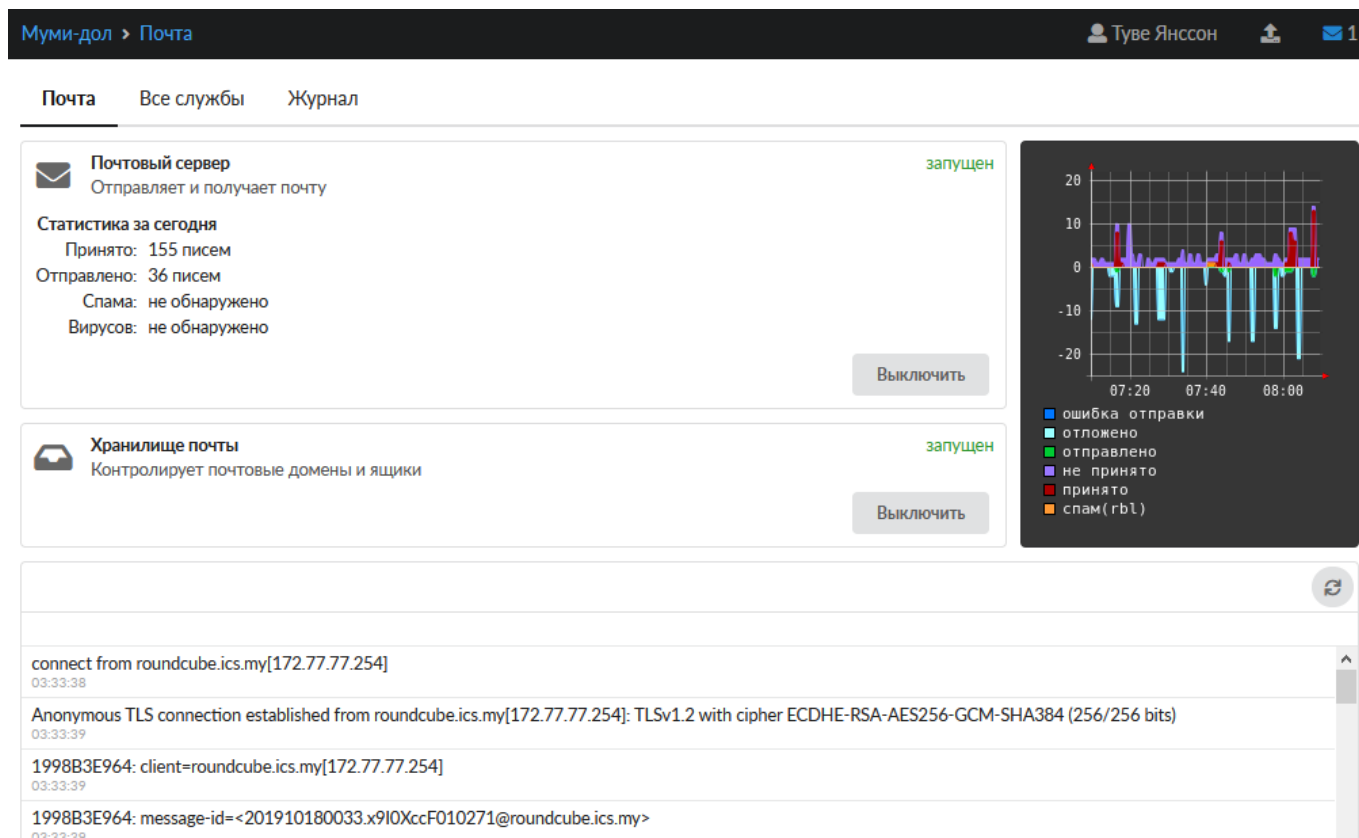 Муми-дол > Почта
Туве Янссон
1
Почта Все службы Журнал
Почтовый сервер
запущен
Отправляет и получает почту
Статистика за сегодня
Принято: 155 писем
Отправлено: 36 писем
Спама: не обнаружено
Вирусов: не обнаружено
Выключить
Хранилище почты
запущен
Контролирует почтовые домены и ящики
Выключить
20
10
0
-10
-20
07:20 07:40 08:00
ошибка отправки
отложено
отправлено
не принято
принято
спам(rbl)
connect from roundcube.ics.my[172.77.77.254]
03:33:38
Anonymous TLS connection established from roundcube.ics.my[172.77.77.254]: TLSv1.2 with cipher ECDHE-RSA-AES256-GCM-SHA384 (256/256 bits)
03:33:39
1998B3E964: client=roundcube.ics.my[172.77.77.254]
03:33:39
1998B3E964: message-id=<201910180033.x9I0XccF010271@roundcube.ics.my>
03:33:39